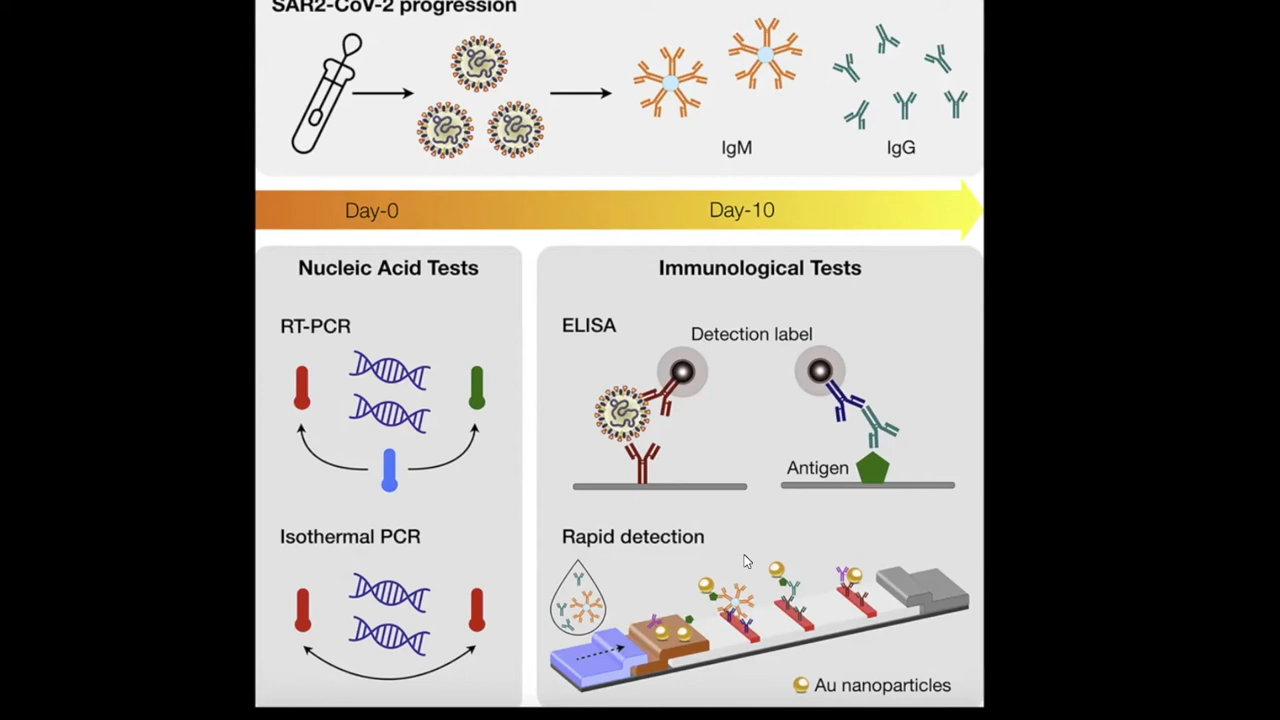 SAR2-CoV-2 progression
IgM
IgG
Day-0
Day-10
Nucleic Acid Tests
Immunological Tests
RT-PCR
ELISA
Detection label
Antigen
Isothermal PCR
Rapid detection
Au nanoparticles